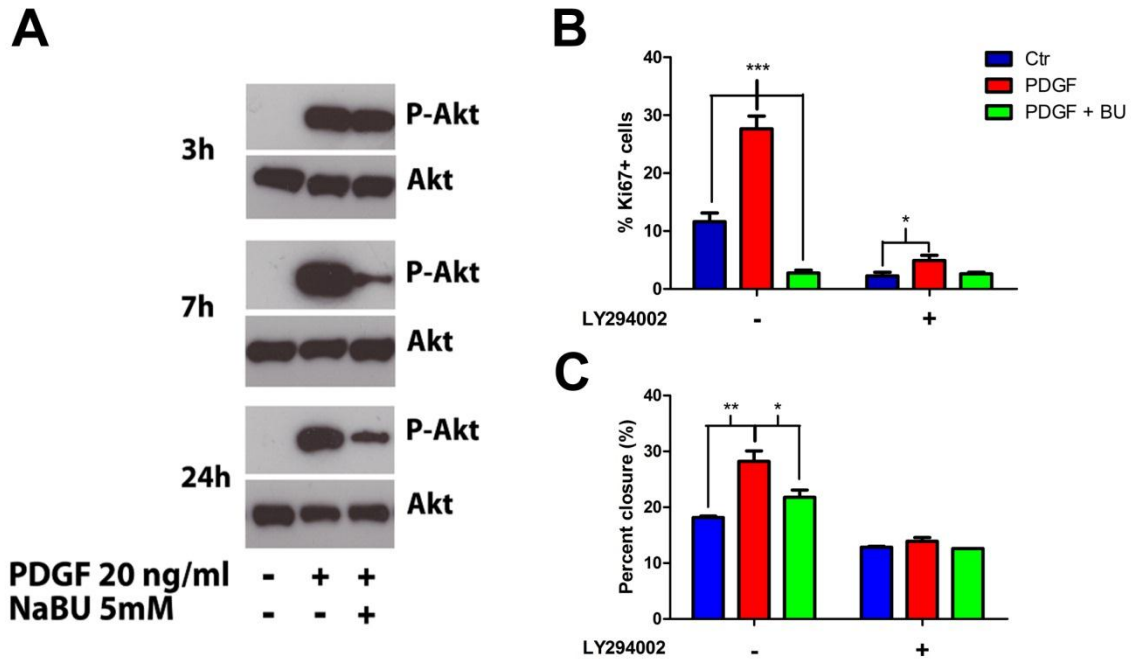 A
3h
P-Akt
Akt
7h
P-Akt
Akt
24h
P-Akt
Akt
PDGF 20 ng/ml - + +
NaBU 5mM - - +
B
% Ki67+ cells
40
30
20
10
0
***
*
Ctr
PDGF
PDGF + BU
LY294002 - +
C
Percent closure (%)
40
30
20
10
0
** *
LY294002 - +